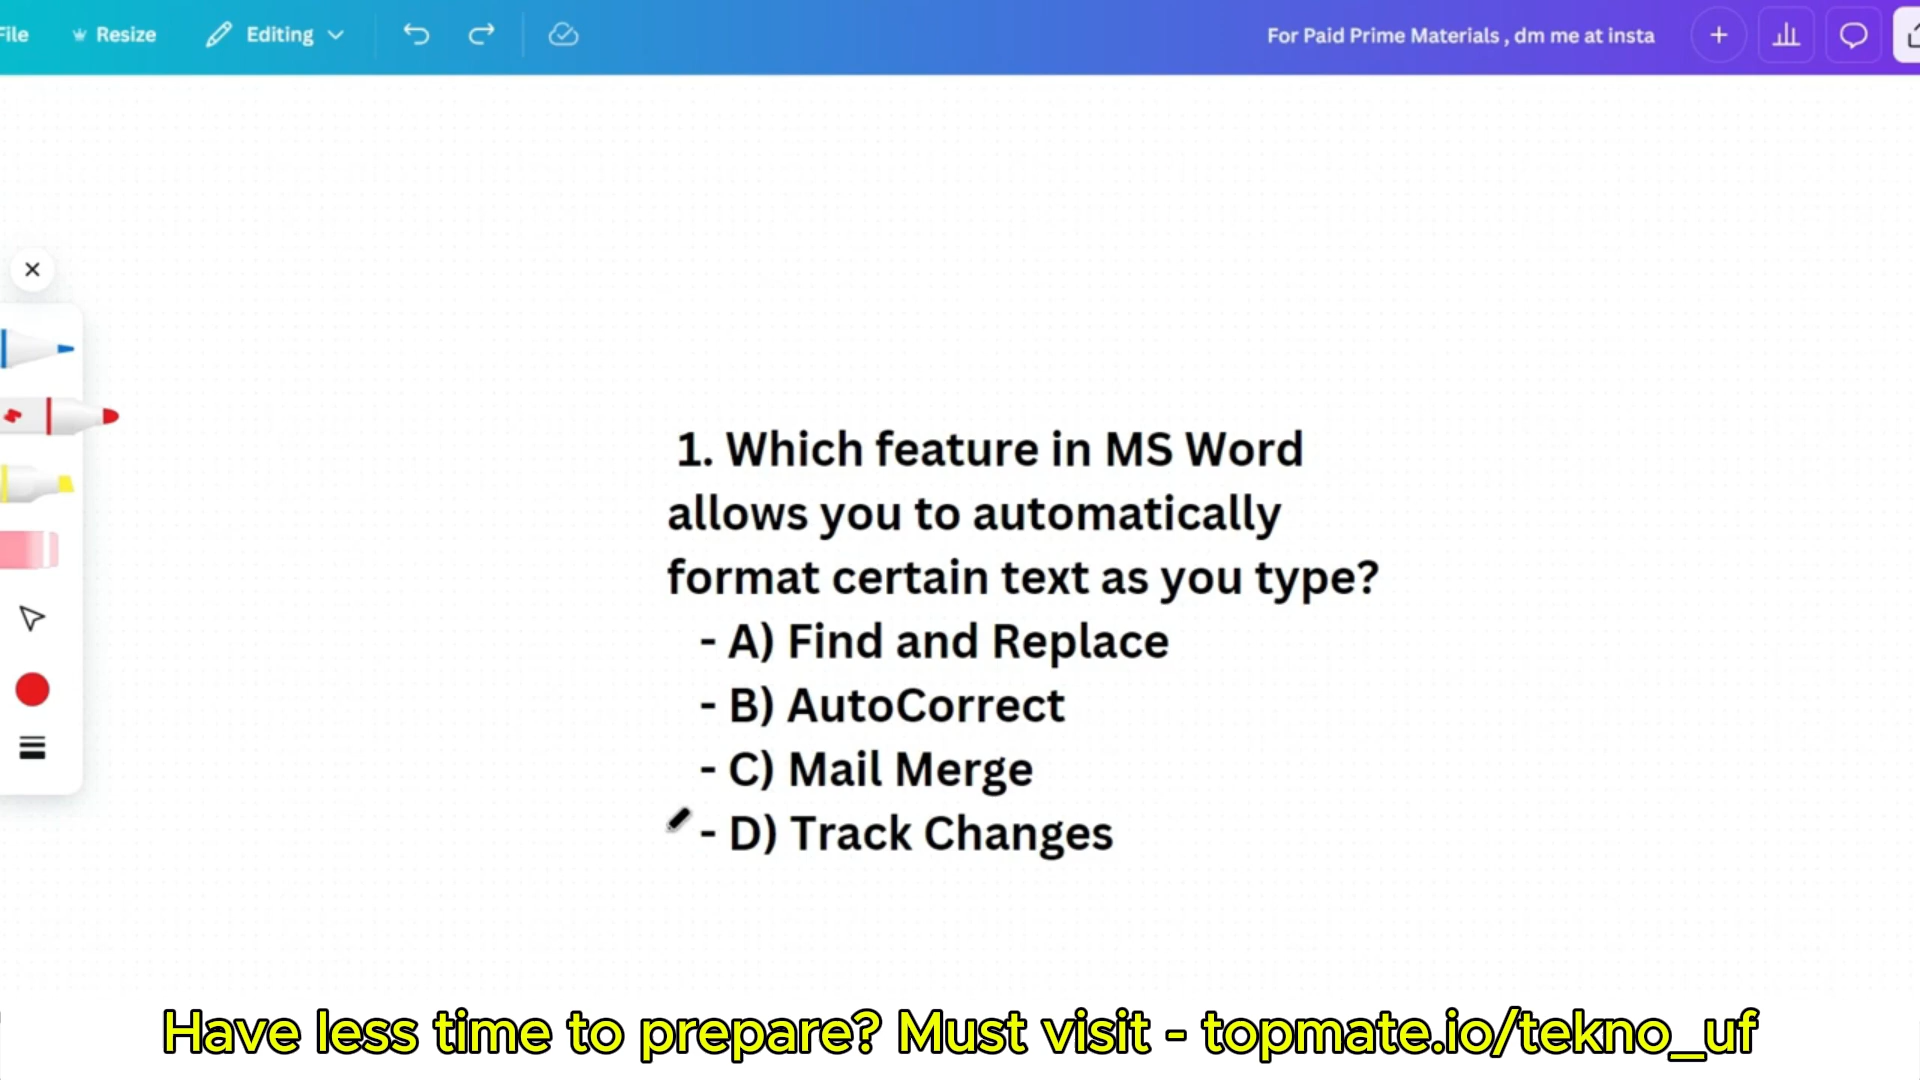 File Resize Editing For Paid Prime Materials , dm me at insta
1. Which feature in MS Word
allows you to automatically
format certain text as you type?
- A) Find and Replace
- B) AutoCorrect
- C) Mail Merge
- D) Track Changes
Have less time to prepare? Must visit - topmate.io/tekno_uf